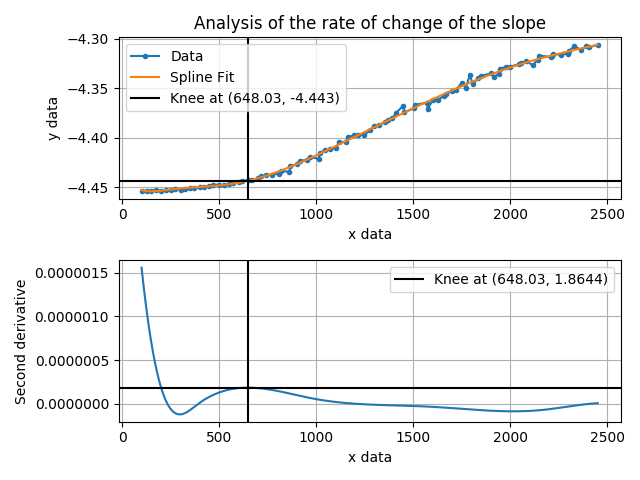 Analysis of the rate of change of the slope
−4.30
−4.35
−4.40
−4.45
y data
Data
Spline Fit
Knee at (648.03, -4.443)
0
500
1000
1500
2000
2500
x data
0.0000015
0.0000010
0.0000005
0.0000000
Second derivative
Knee at (648.03, 1.8644)
0
500
1000
1500
2000
2500
x data